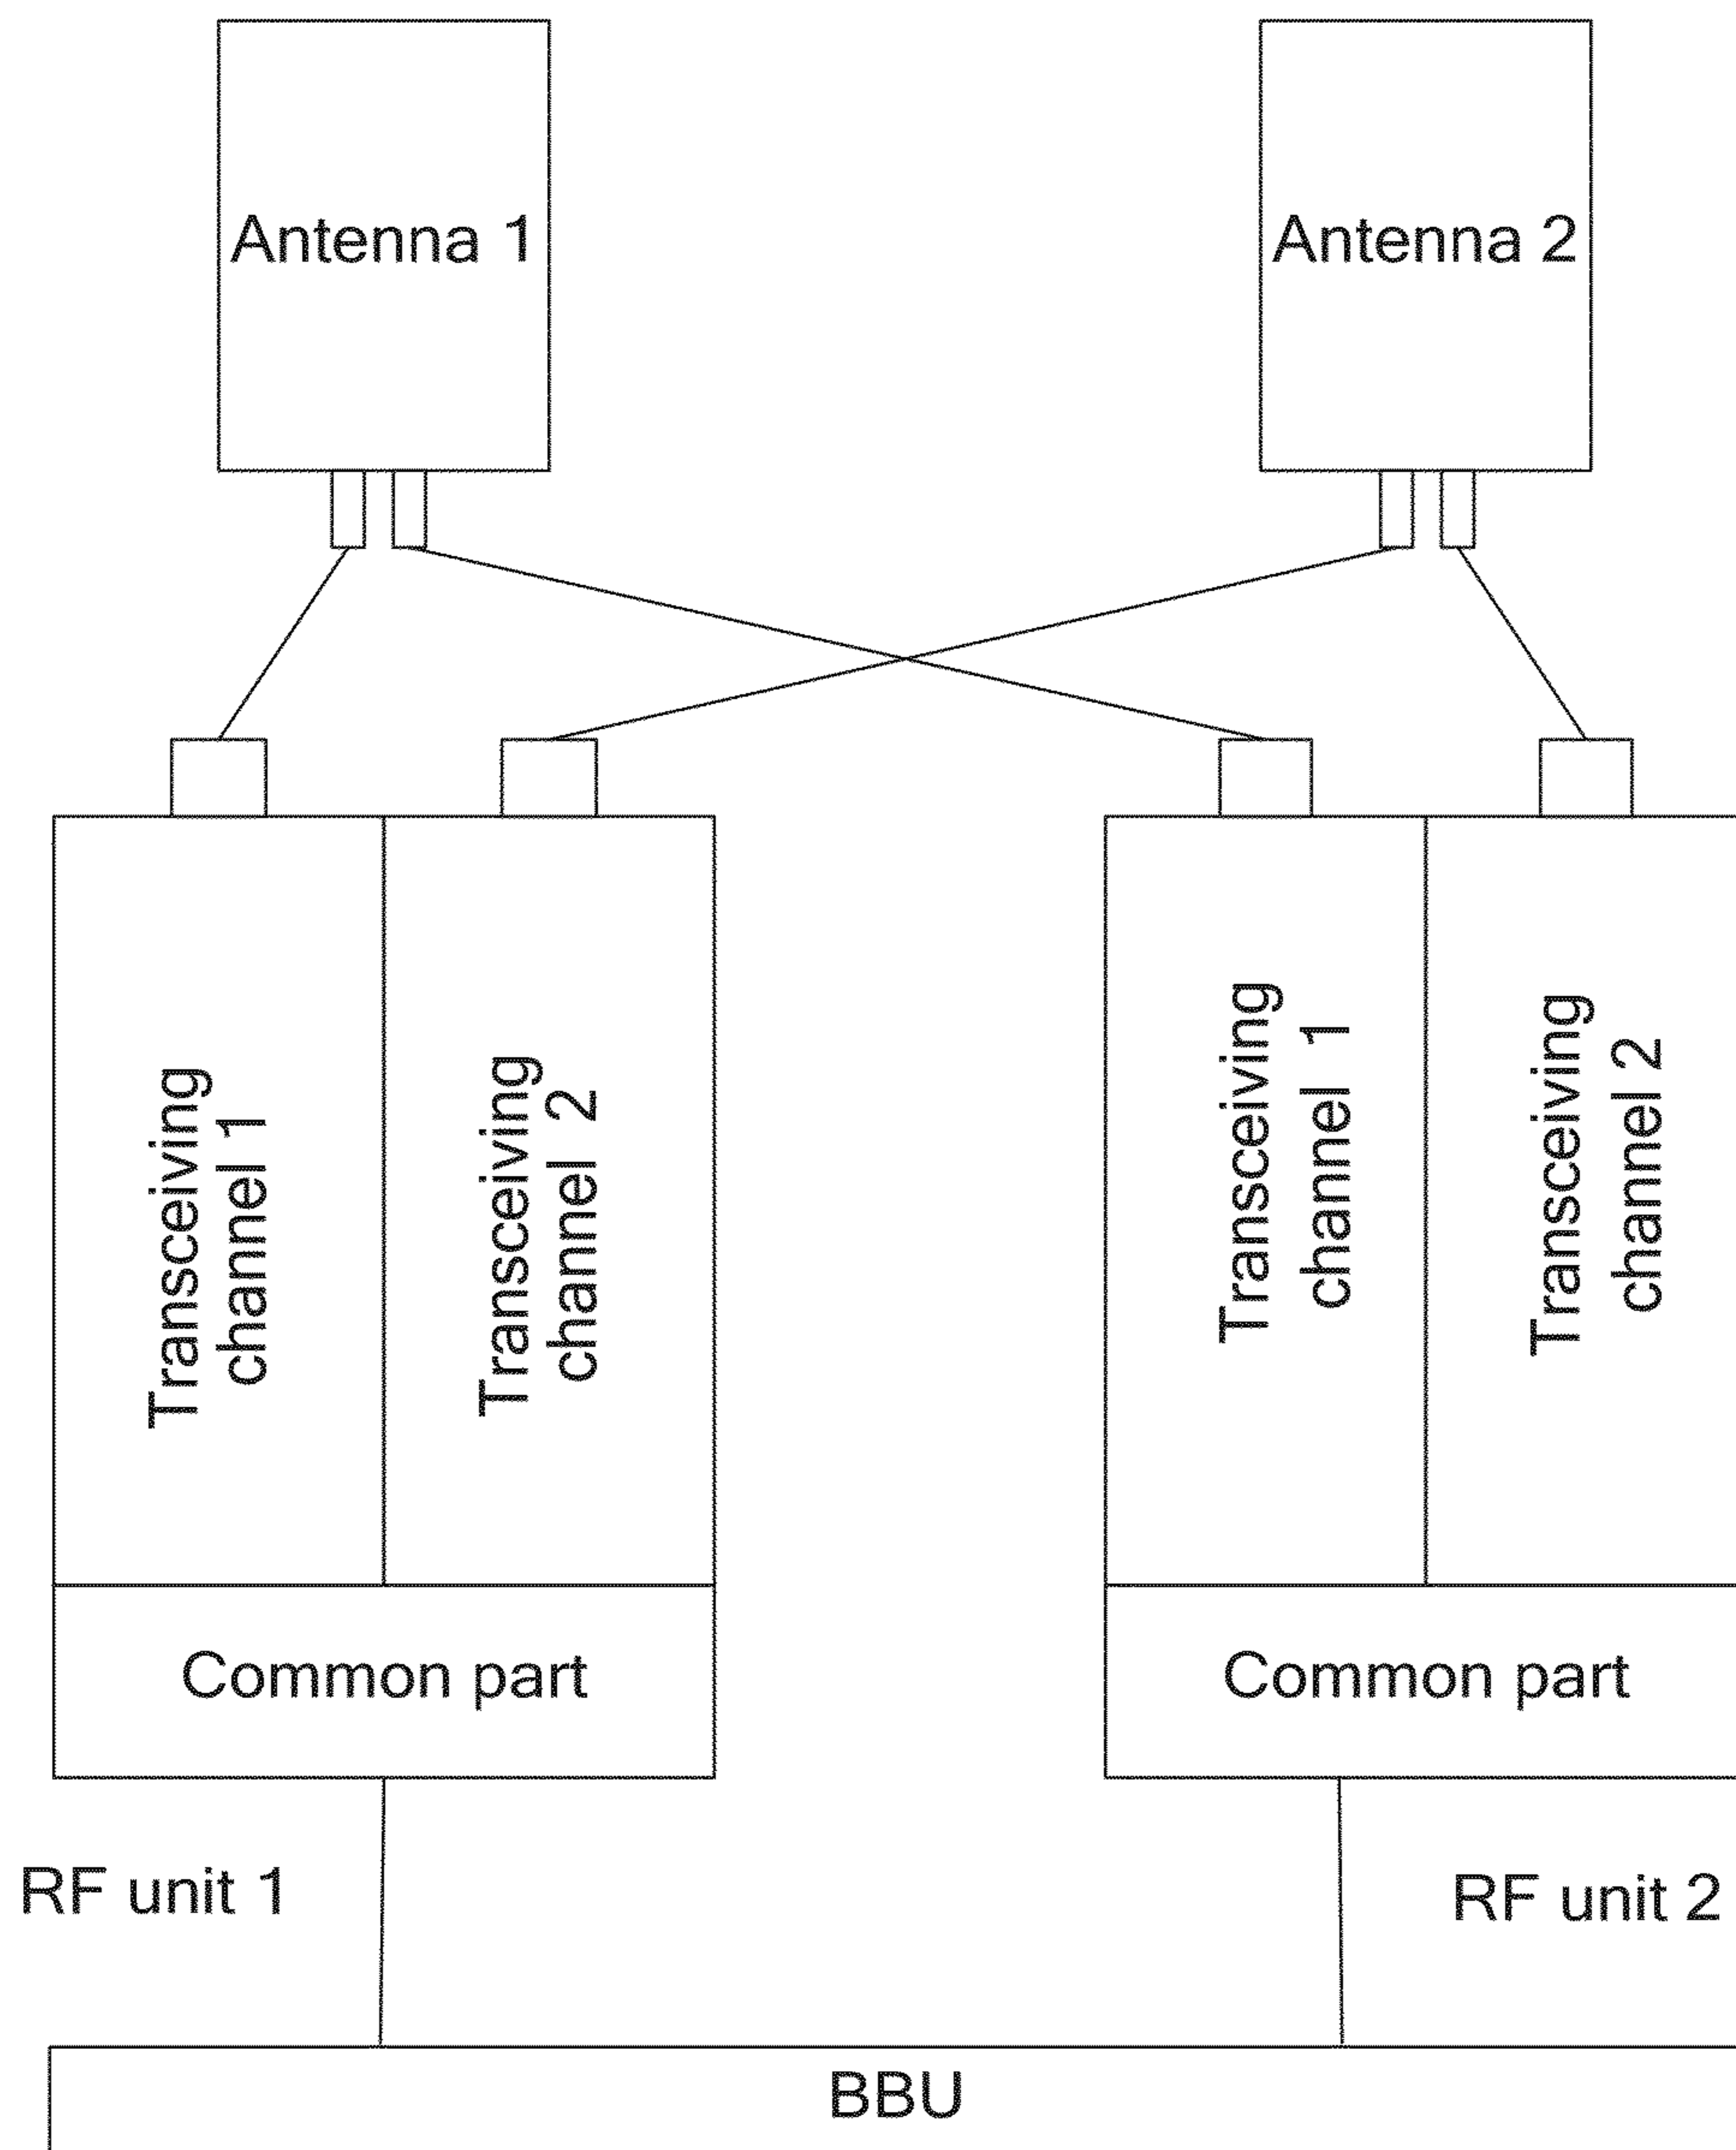 Antenna 1
Antenna 2
Transceiving
channel 1
Transceiving
channel 2
Transceiving
channel 1
Transceiving
channel 2
Common part
Common part
RF unit 1
RF unit 2
BBU